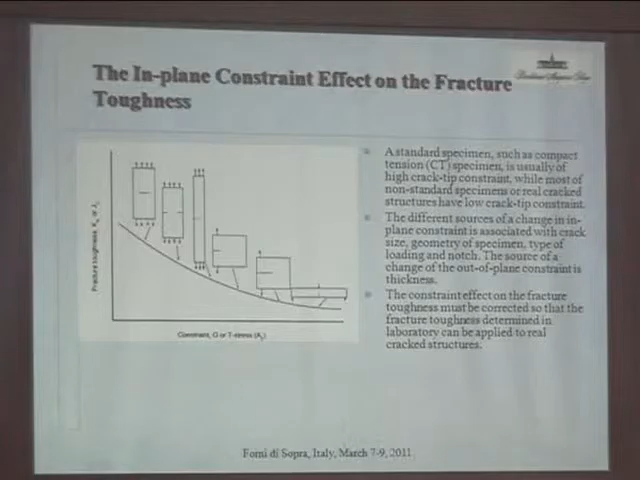 The In-plane Constraint Effect on the Fracture
Toughness
A standard specimen, such as compact
tension (CT) specimen, is usually of
high crack-tip constraint, while most of
non-standard specimens or real cracked
structures have low crack-tip constraint.
The different sources of a change in in-
plane constraint is associated with crack
size, geometry of specimen, type of
loading and notch. The source of a
change of the out-of-plane constraint is
thickness.
The constraint effect on the fracture
toughness must be corrected so that the
fracture toughness determined in
laboratory can be applied to real
cracked structures.
Fracture toughness, or
Constraint, Q or T-stress (A₂)
Forni di Sopra, Italy, March 7-9, 2011